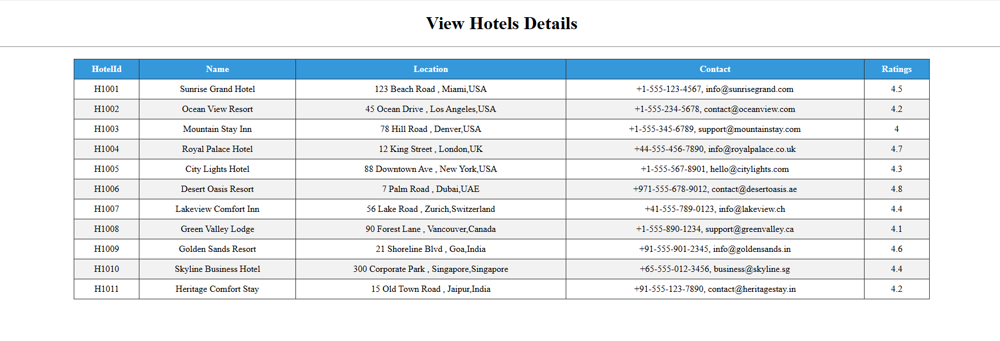 View Hotels Details
HotelId Name Location Contact Ratings
H1001 Sunrise Grand Hotel 123 Beach Road , Miami,USA +1-555-123-4567, info@sunrisegrand.com 4.5
H1002 Ocean View Resort 45 Ocean Drive , Los Angeles,USA +1-555-234-5678, contact@oceanview.com 4.2
H1003 Mountain Stay Inn 78 Hill Road , Denver,USA +1-555-345-6789, support@mountainstay.com 4
H1004 Royal Palace Hotel 12 King Street , London,UK +44-555-456-7890, info@royalpalace.co.uk 4.7
H1005 City Lights Hotel 88 Downtown Ave , New York,USA +1-555-567-8901, hello@citylights.com 4.3
H1006 Desert Oasis Resort 7 Palm Road , Dubai,UAE +971-555-678-9012, contact@desertoasis.ae 4.8
H1007 Lakeview Comfort Inn 56 Lake Road , Zurich,Switzerland +41-555-789-0123, info@lakeview.ch 4.4
H1008 Green Valley Lodge 90 Forest Lane , Vancouver,Canada +1-555-890-1234, support@greenvalley.ca 4.1
H1009 Golden Sands Resort 21 Shoreline Blvd , Goa,India +91-555-901-2345, info@goldensands.in 4.6
H1010 Skyline Business Hotel 300 Corporate Park , Singapore,Singapore +65-555-012-3456, business@skyline.sg 4.4
H1011 Heritage Comfort Stay 15 Old Town Road , Jaipur,India +91-555-123-7890, contact@heritagestay.in 4.2